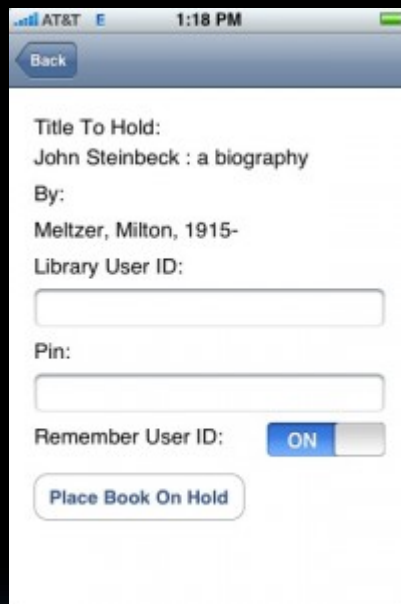 AT&T E 1:18 PM
Back
Title To Hold:
John Steinbeck : a biography
By:
Meltzer, Milton, 1915-
Library User ID:
Pin:
Remember User ID: ON
Place Book On Hold